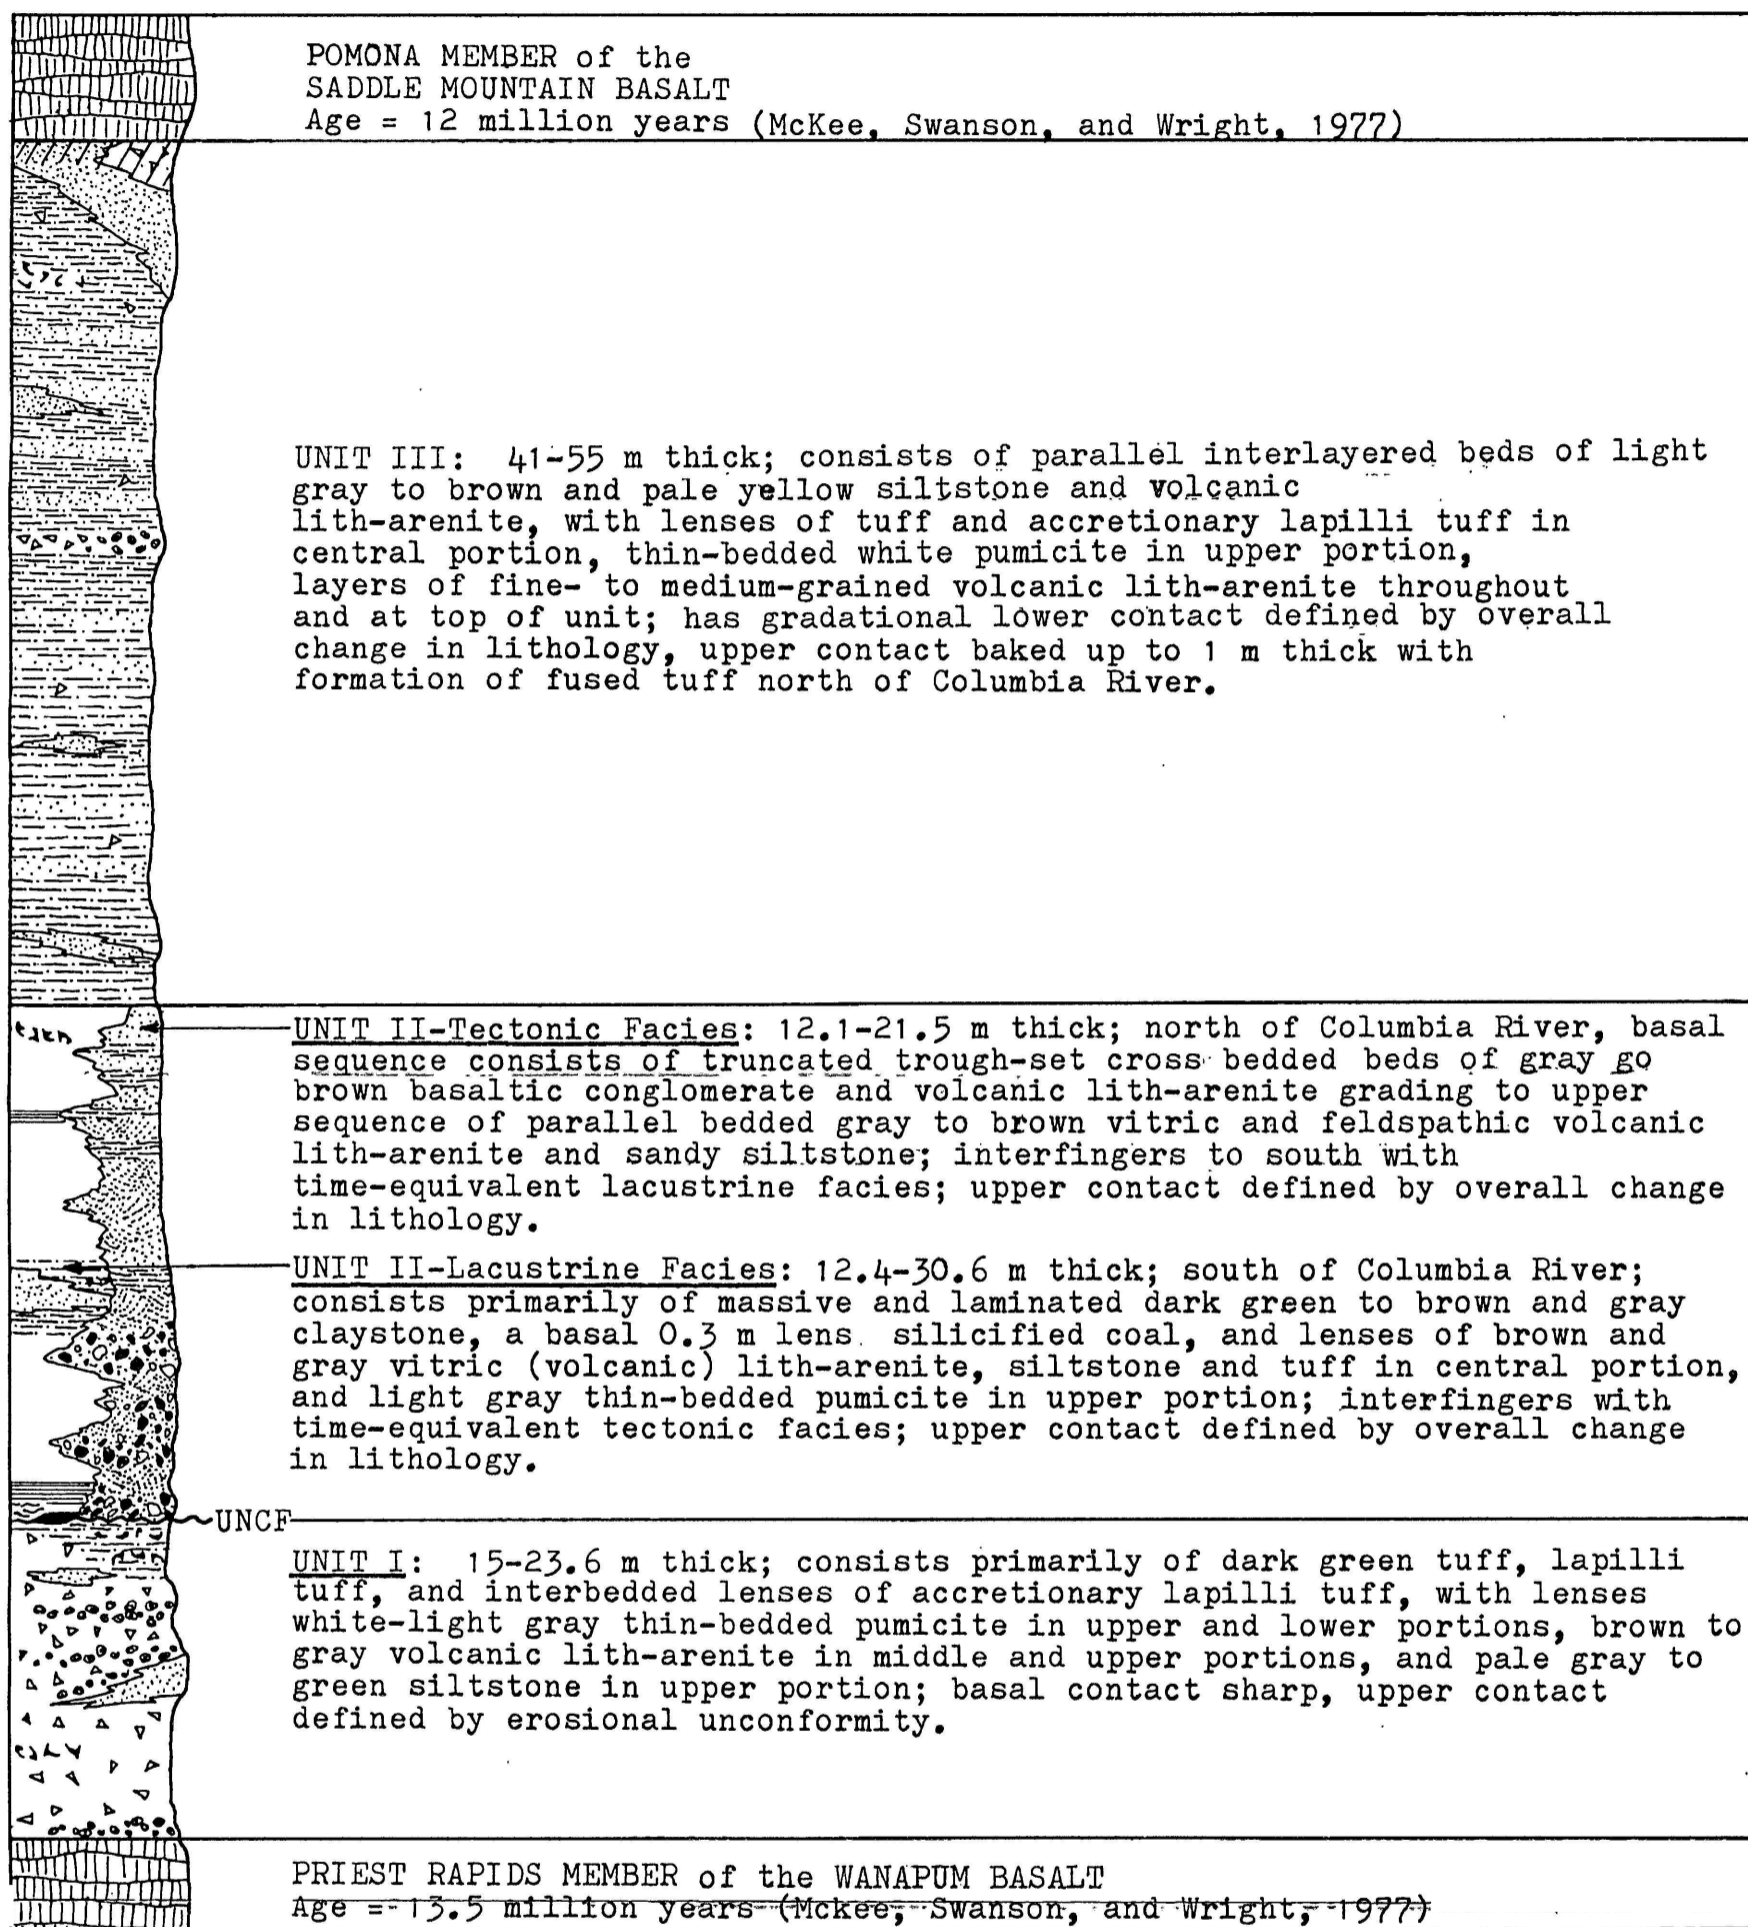 POMONA MEMBER of the
SADDLE MOUNTAIN BASALT
Age = 12 million years (McKee, Swanson, and Wright, 1977)
UNIT III: 41-55 m thick; consists of parallel interlayered beds of light
gray to brown and pale yellow siltstone and volcanic
lith-arenite, with lenses of tuff and accretionary lapilli tuff in
central portion, thin-bedded white pumicite in upper portion,
layers of fine- to medium-grained volcanic lith-arenite throughout
and at top of unit; has gradational lower contact defined by overall
change in lithology, upper contact baked up to 1 m thick with
formation of fused tuff north of Columbia River.
UNIT II-Tectonic Facies: 12.1-21.5 m thick; north of Columbia River, basal
sequence consists of truncated trough-set cross bedded beds of gray go
brown basaltic conglomerate and volcanic lith-arenite grading to upper
sequence of parallel bedded gray to brown vitric and feldspathic volcanic
lith-arenite and sandy siltstone; interfingers to south with
time-equivalent lacustrine facies; upper contact defined by overall change
in lithology.
UNIT II-Lacustrine Facies: 12.4-30.6 m thick; south of Columbia River;
consists primarily of massive and laminated dark green to brown and gray
claystone, a basal 0.3 m lens. silicified coal, and lenses of brown and
gray vitric (volcanic) lith-arenite, siltstone and tuff in central portion,
and light gray thin-bedded pumicite in upper portion; interfingers with
time-equivalent tectonic facies; upper contact defined by overall change
in lithology.
UNCF
UNIT I: 15-23.6 m thick; consists primarily of dark green tuff, lapilli
tuff, and interbedded lenses of accretionary lapilli tuff, with lenses
white-light gray thin-bedded pumicite in upper and lower portions, brown to
gray volcanic lith-arenite in middle and upper portions, and pale gray to
green siltstone in upper portion; basal contact sharp, upper contact
defined by erosional unconformity.
PRIEST RAPIDS MEMBER of the WANAPUM BASALT
Age = 13.5 million years (Mckee, Swanson, and Wright, 1977)